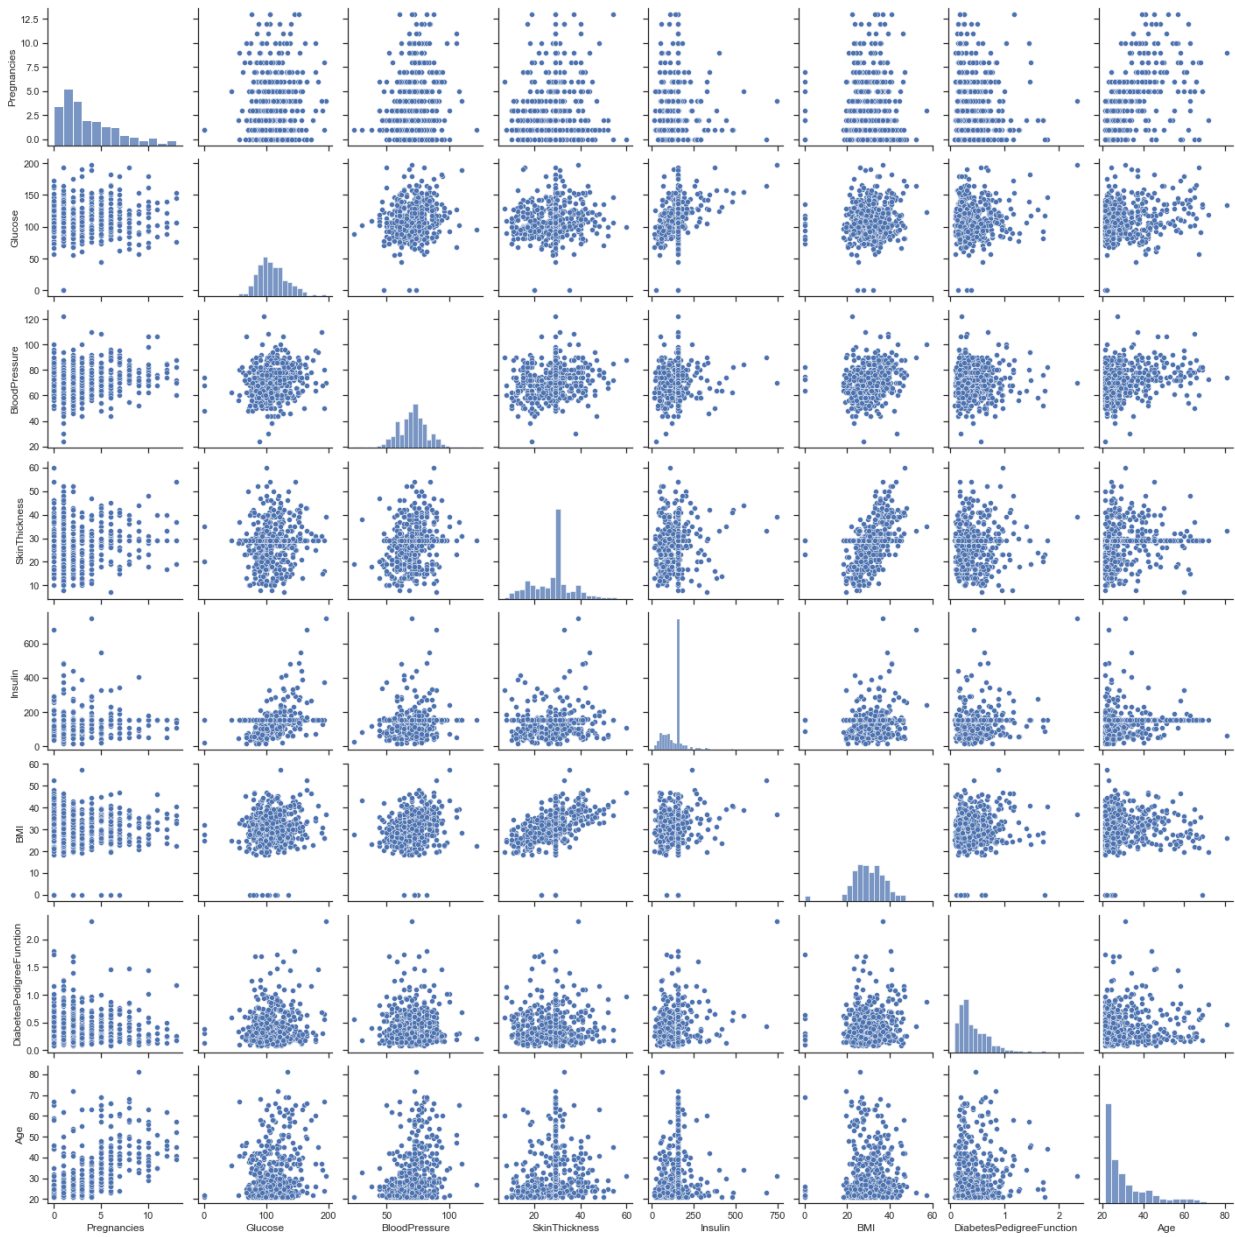 12.5
10.0
7.5
5.0
2.5
0.0
Pregnancies
200
150
100
50
0
Glucose
120
100
80
60
40
20
BloodPressure
60
50
40
30
20
10
SkinThickness
600
400
200
0
Insulin
60
50
40
30
20
10
0
BMI
2.0
1.5
1.0
0.5
0.0
DiabetesPedigreeFunction
80
70
60
50
40
30
20
Age
0 5 10
Pregnancies
0 100 200
Glucose
50 100
BloodPressure
20 40 60
SkinThickness
0 250 500 750
Insulin
0 20 40 60
BMI
0 1 2
DiabetesPedigreeFunction
20 40 60 80
Age